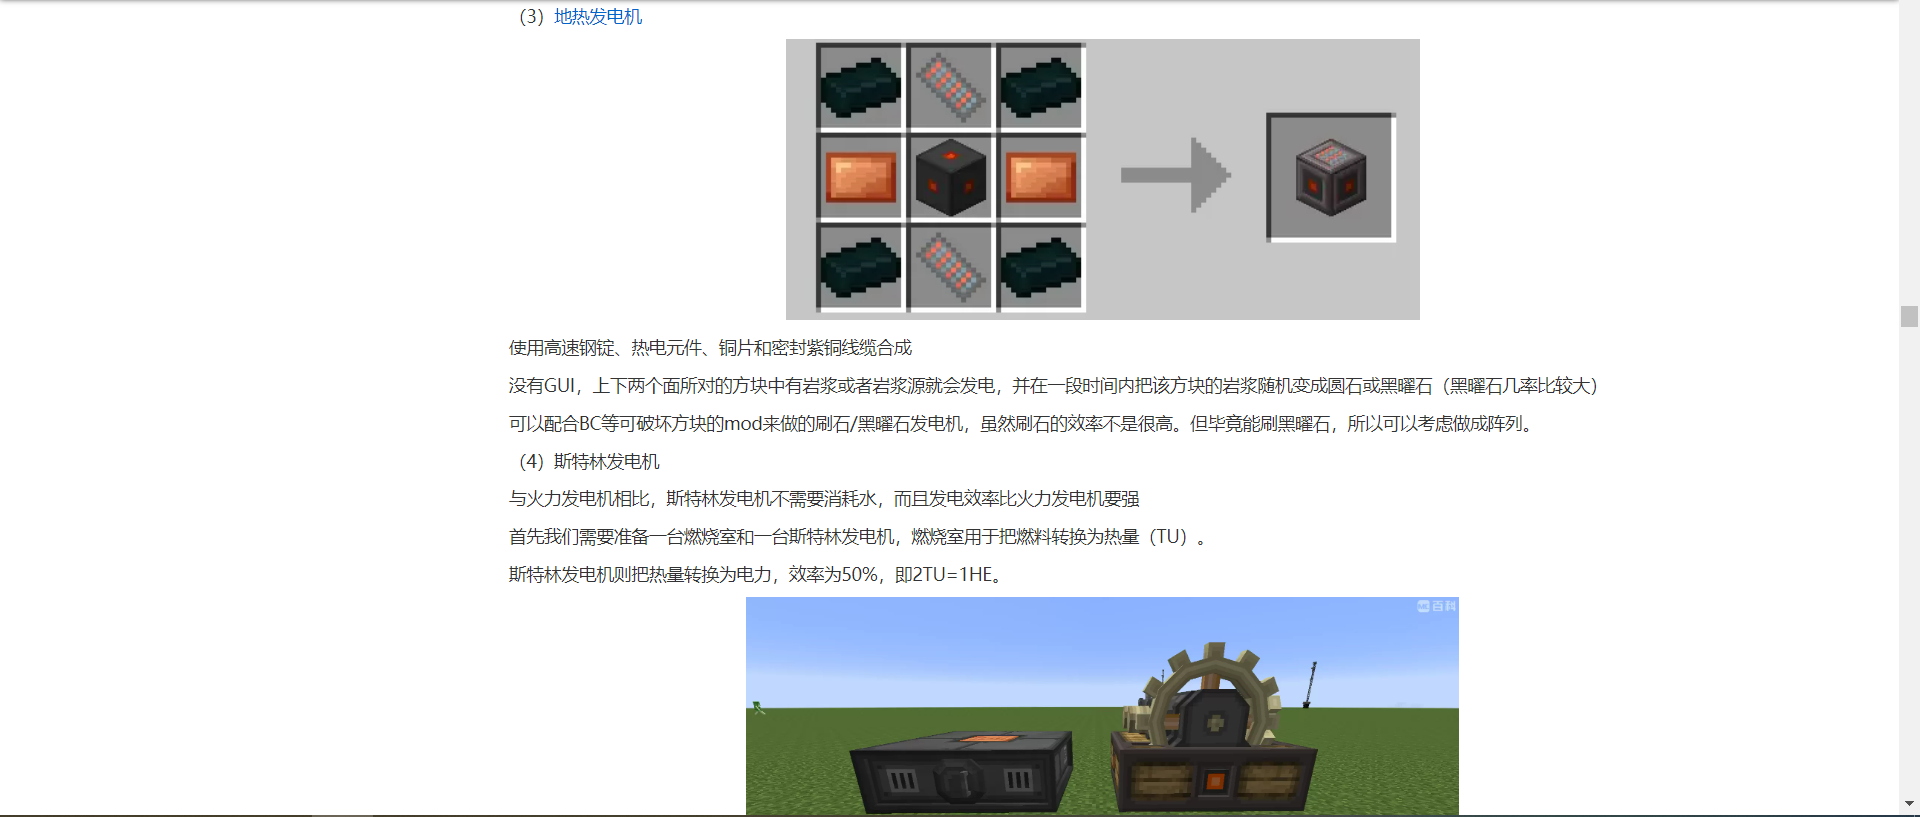 （3）地热发电机
使用高速钢锭、热电元件、铜片和密封紫铜线缆合成
没有GUI，上下两个面所对的方块中有岩浆或者岩浆源就会发电，并在一段时间内把该方块的岩浆随机变成圆石或黑曜石（黑曜石几率比较大）
可以配合BC等可破坏方块的mod来做的刷石/黑曜石发电机，虽然刷石的效率不是很高。但毕竟能刷黑曜石，所以可以考虑做成阵列。
（4）斯特林发电机
与火力发电机相比，斯特林发电机不需要消耗水，而且发电效率比火力发电机要强
首先我们需要准备一台燃烧室和一台斯特林发电机，燃烧室用于把燃料转换为热量（TU）。
斯特林发电机则把热量转换为电力，效率为50%，即2TU=1HE。
MC百科